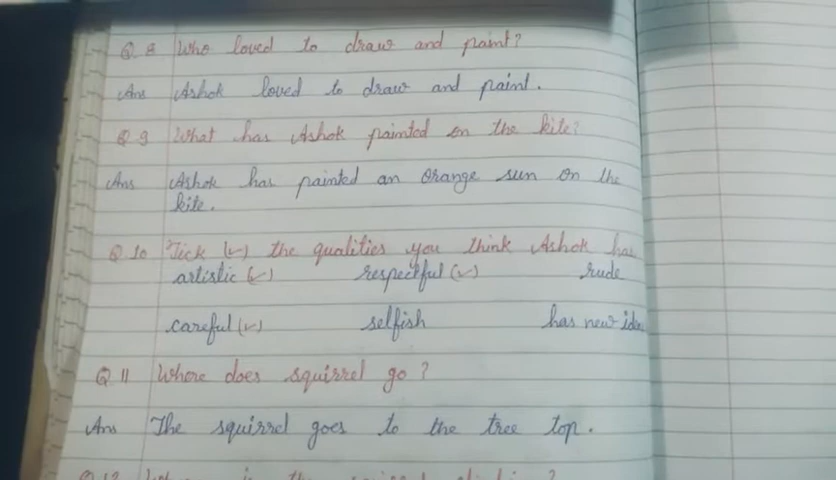 Q.8 Who loved to draw and paint?
Ans Ashok loved to draw and paint.
Q.9 What has Ashok painted on the kite?
Ans Ashok has painted an orange sun on the
kite.
Q.10 Tick (✓) the qualities you think Ashok has
artistic (✓) respectful (✓) rude
careful (✓) selfish has new
Q.11 Where does squirrel go?
Ans The squirrel goes to the tree top.